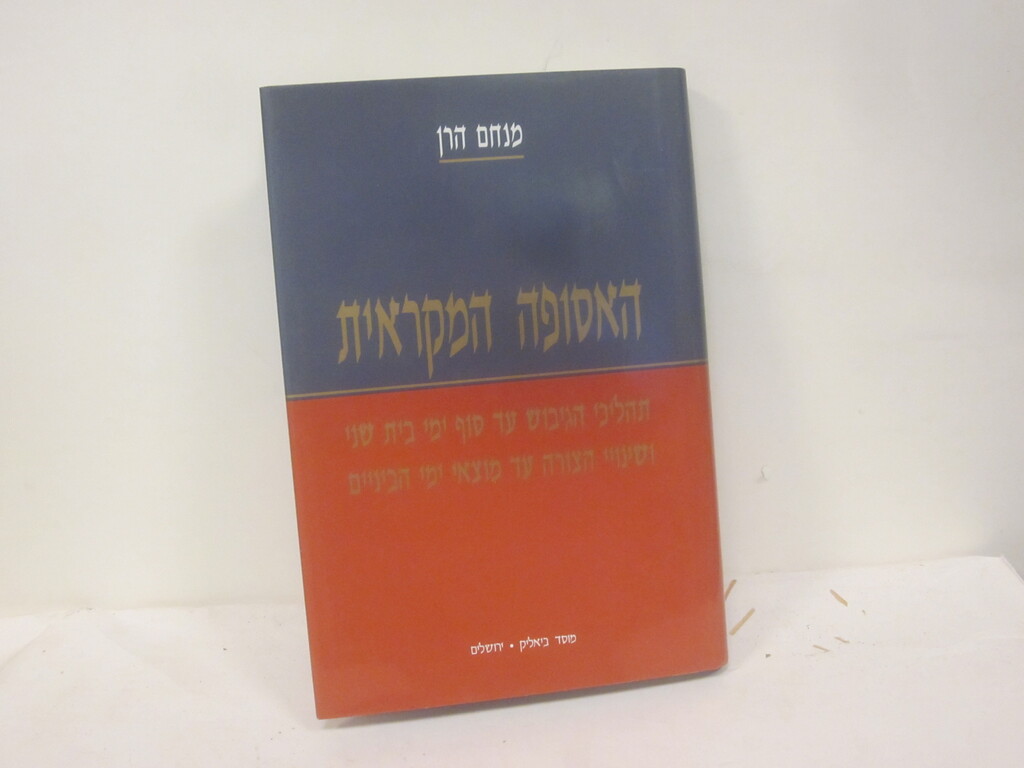 מנחם הרן
האסופה המקראית
תהליכי הגיבוש עד סוף ימי בית שני
ושינויי הצורה עד מוצאי ימי הביניים
מוסד ביאליק • ירושלים